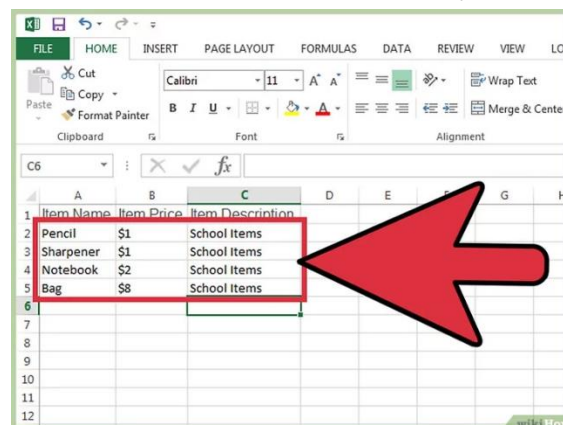 FILE HOME INSERT PAGE LAYOUT FORMULAS DATA REVIEW VIEW
Cut
Copy
Format Painter
Paste
Calibri 11 A A Wrap Text
B I U A Merge & Cente
Clipboard Font Alignment
C6 fx
A B C D E G
1 Item Name Item Price Item Description
2 Pencil $1 School Items
3 Sharpener $1 School Items
4 Notebook $2 School Items
5 Bag $8 School Items
6
7
8
9
10
11
12